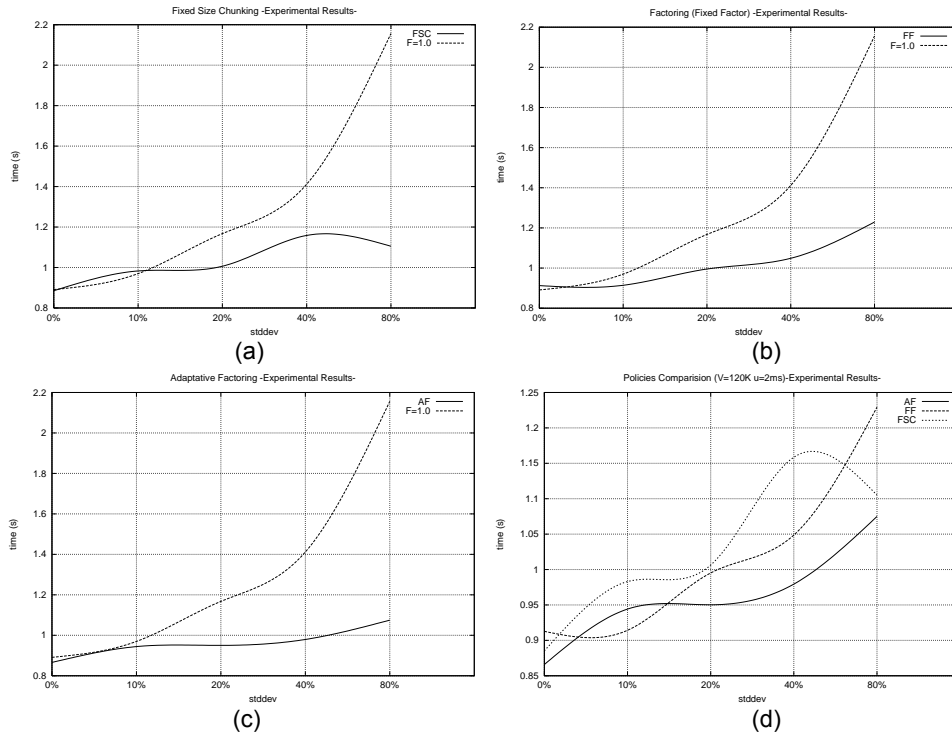 Fixed Size Chunking -Experimental Results-
FSC
F=1.0
2.2
2
1.8
1.6
1.4
1.2
1
0.8
time (s)
0% 10% 20% 40% 80%
stddev
(a)
Factoring (Fixed Factor) -Experimental Results-
FF
F=1.0
2.2
2
1.8
1.6
1.4
1.2
1
0.8
time (s)
0% 10% 20% 40% 80%
stddev
(b)
Adaptative Factoring -Experimental Results-
AF
F=1.0
2.2
2
1.8
1.6
1.4
1.2
1
0.8
time (s)
0% 10% 20% 40% 80%
stddev
(c)
Policies Comparision (V=120K u=2ms)-Experimental Results-
AF
FF
FSC
1.25
1.2
1.15
1.1
1.05
1
0.95
0.9
0.85
time (s)
0% 10% 20% 40% 80%
stddev
(d)